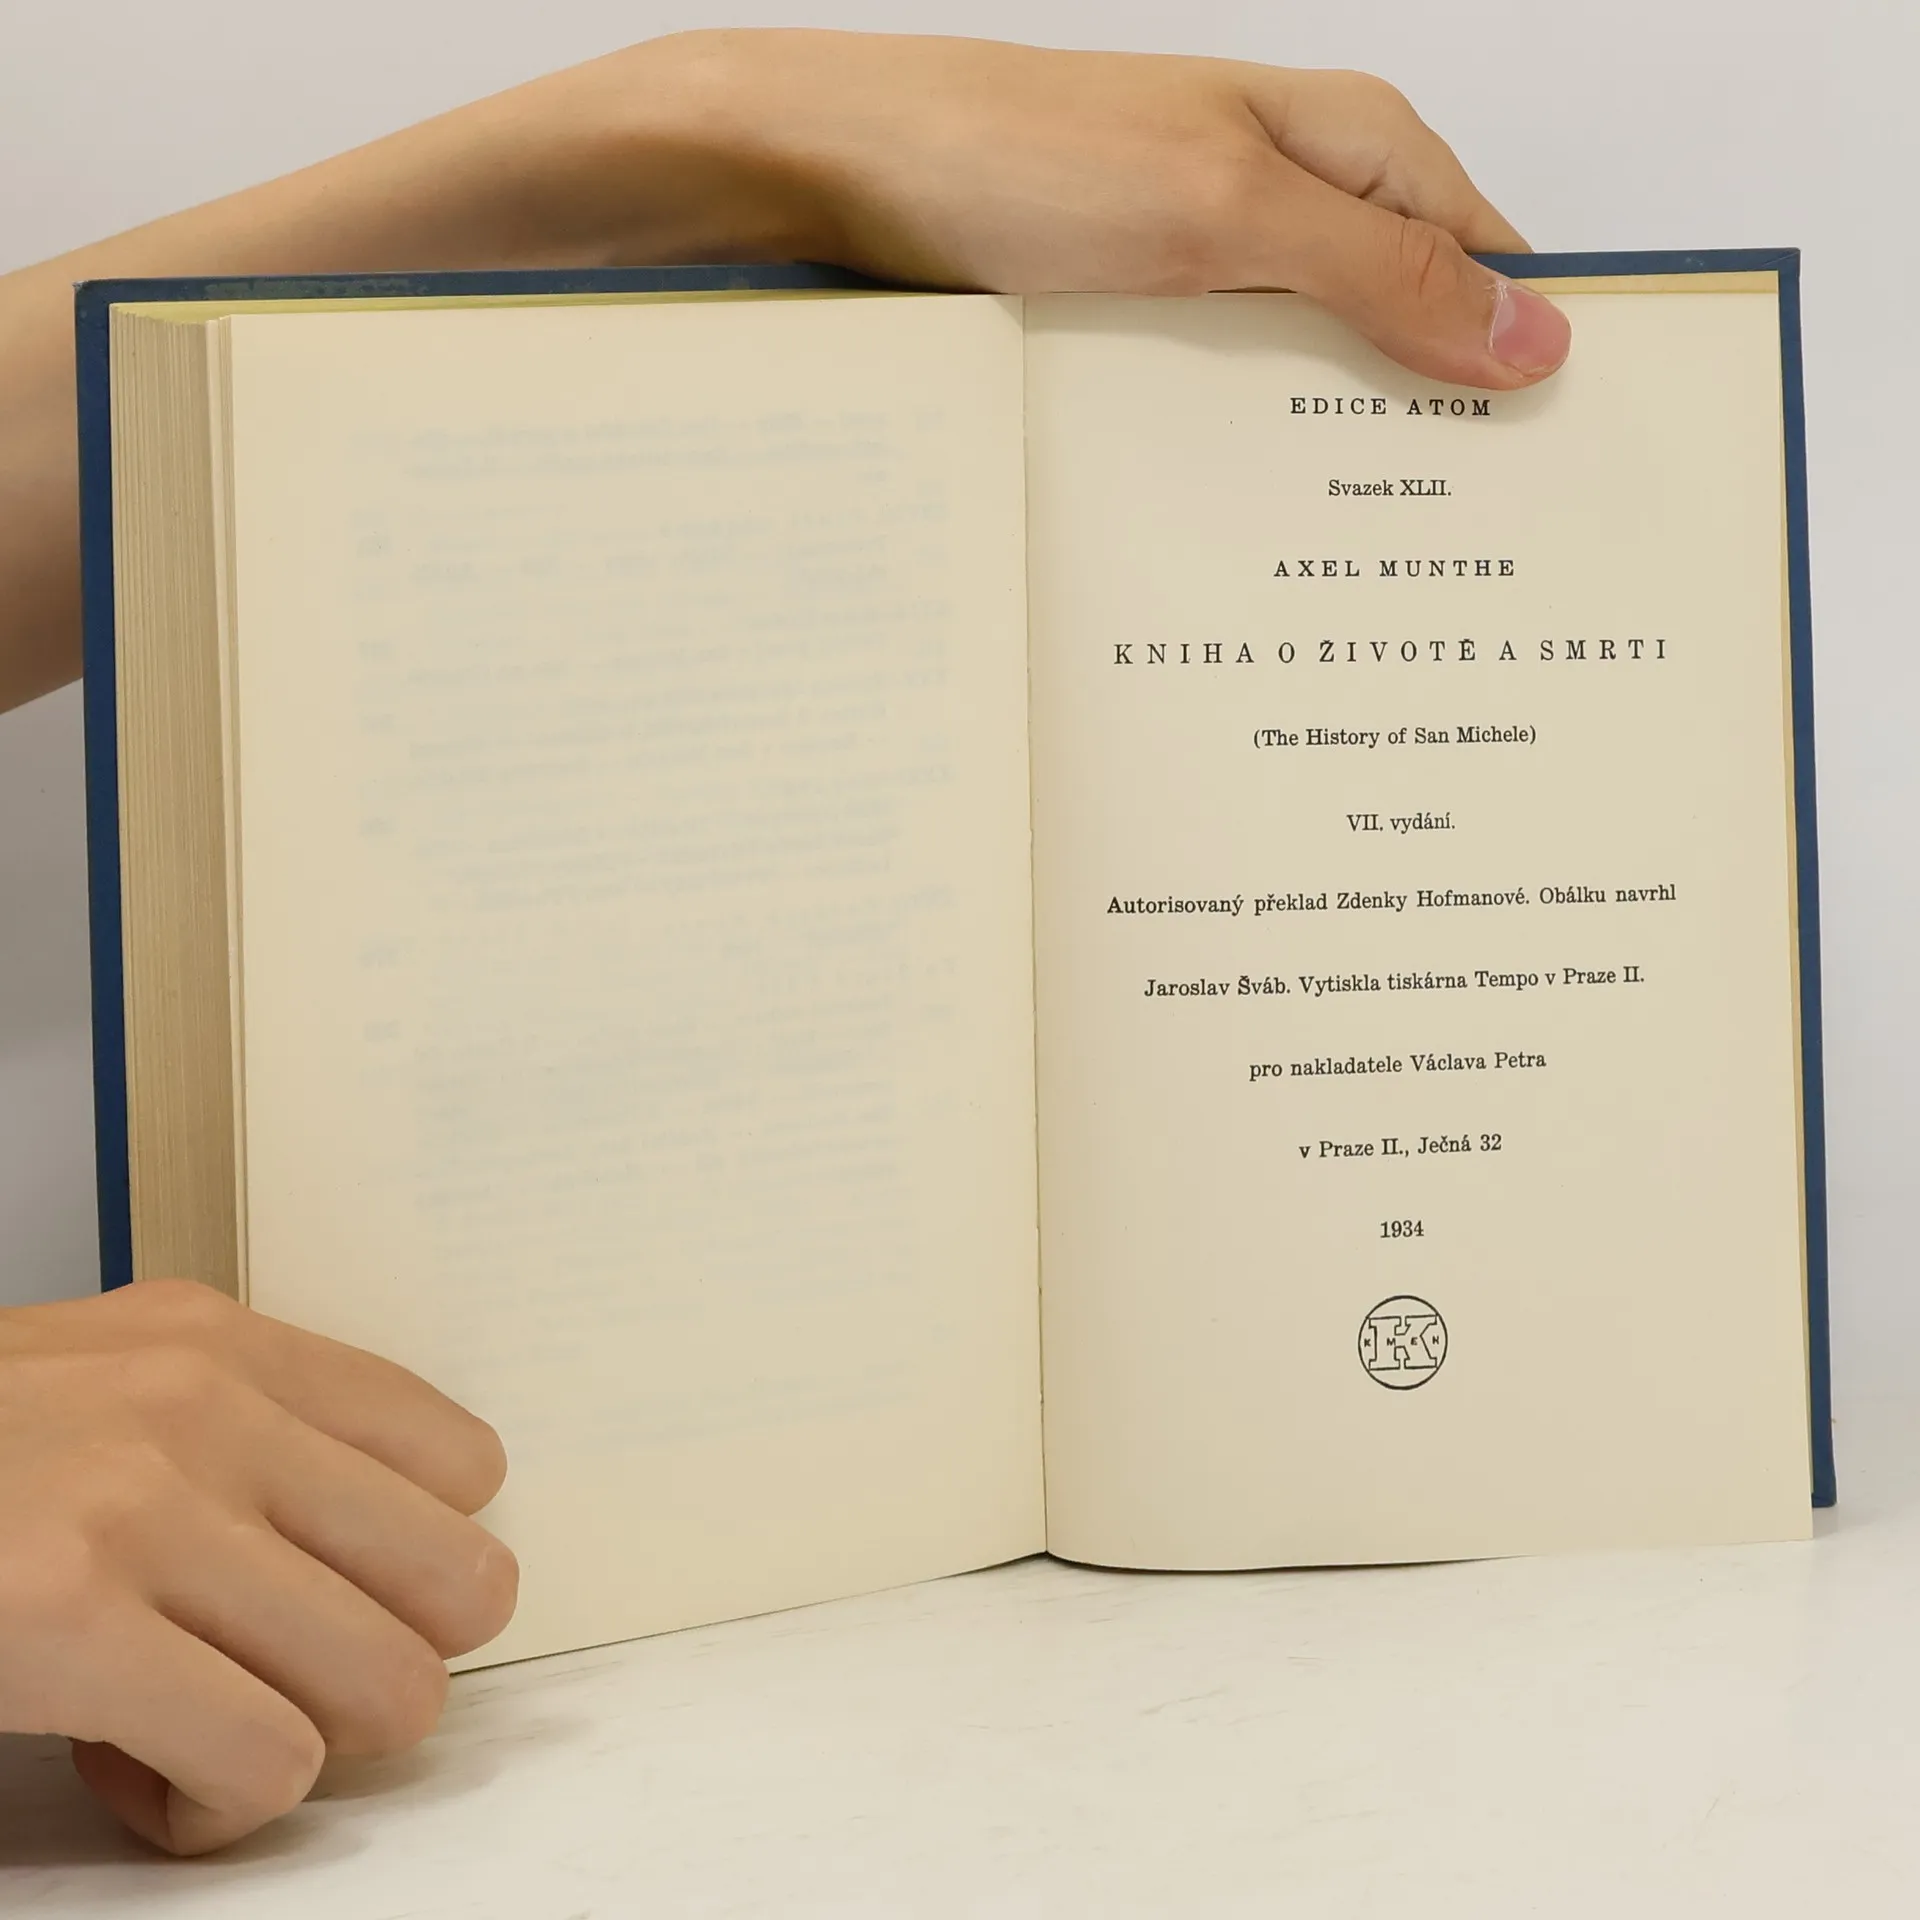 EDICE ATOM
Svazek XLII.
AXEL MUNTHE
KNIHA O ŽIVOTĚ A SMRTI
(The History of San Michele)
VII. vydání.
Autorisovaný překlad Zdenky Hofmanové. Obálku navrhl
Jaroslav Šváb. Vytiskla tiskárna Tempo v Praze II.
pro nakladatele Václava Petra
v Praze II., Ječná 32
1934
K
KMEN